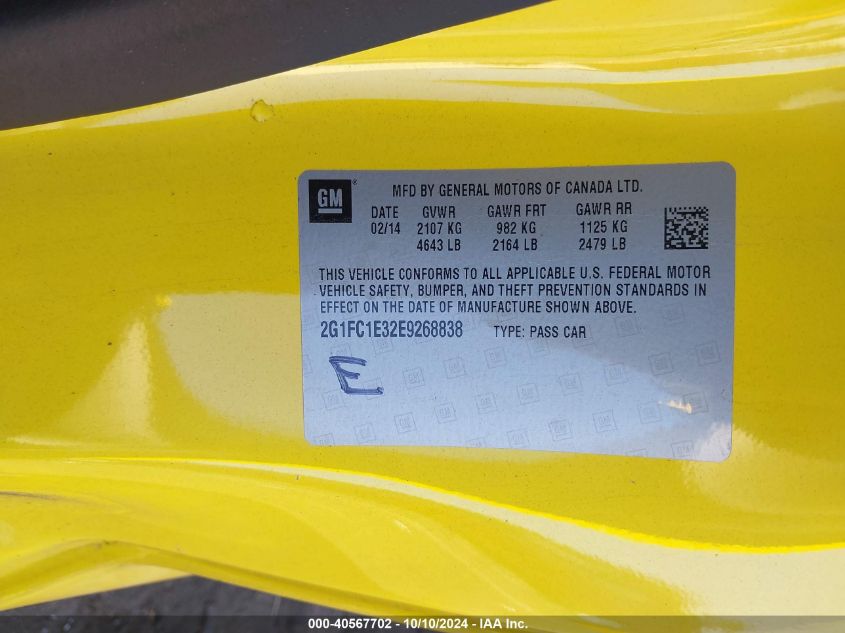 GM
MFD BY GENERAL MOTORS OF CANADA LTD.
DATE GVWR GAWR FRT GAWR RR
02/14 2107 KG 982 KG 1125 KG
4643 LB 2164 LB 2479 LB
THIS VEHICLE CONFORMS TO ALL APPLICABLE U.S. FEDERAL MOTOR
VEHICLE SAFETY, BUMPER, AND THEFT PREVENTION STANDARDS IN
EFFECT ON THE DATE OF MANUFACTURE SHOWN ABOVE.
2G1FC1E32E9268838 TYPE: PASS CAR
E
000-40567702 - 10/10/2024 - IAA Inc.